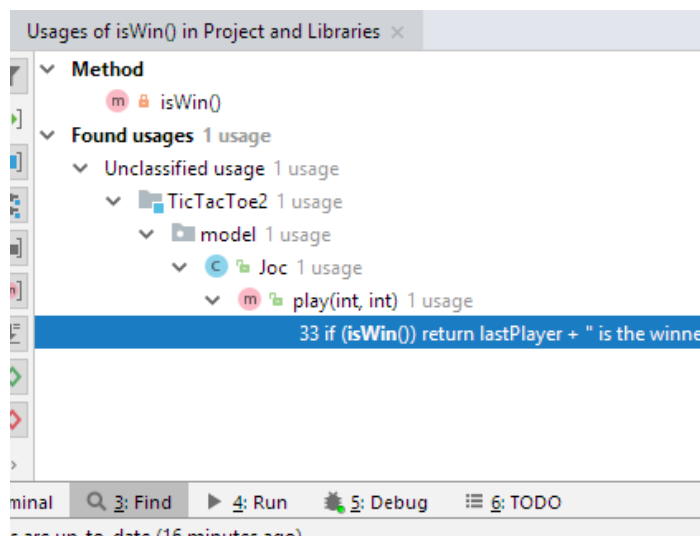 Usages of isWin() in Project and Libraries
Method
m isWin()
Found usages 1 usage
Unclassified usage 1 usage
TicTacToe2 1 usage
model 1 usage
C Joc 1 usage
m play(int, int) 1 usage
33 if (isWin()) return lastPlayer + " is the winne
minal 3: Find 4: Run 5: Debug 6: TODO
s are up-to-date (16 minutes ago)